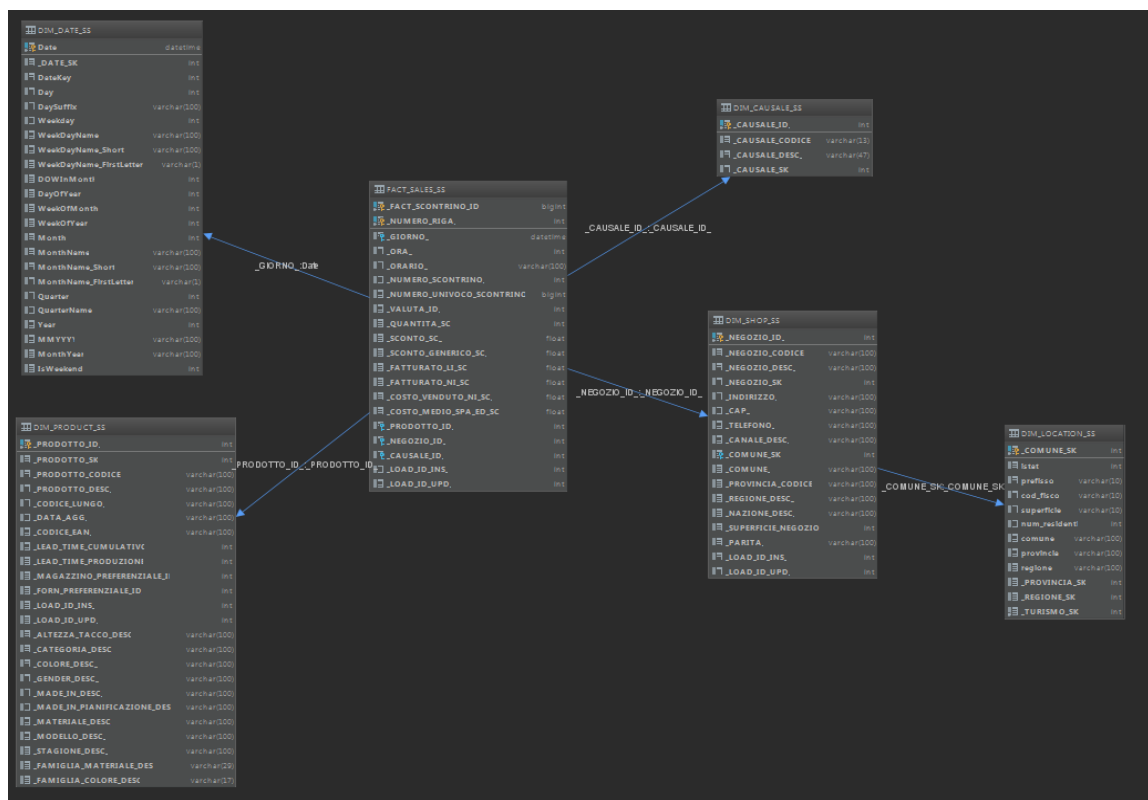 DIM_DATE_SS
Date datetime
_DATE_SK int
DateKey int
Day int
DaySuffix varchar(100)
Weekday int
WeekDayName varchar(100)
WeekDayName_Short varchar(100)
WeekDayName_FirstLetter varchar(1)
DOWInMonth int
DayOfYear int
WeekOfMonth int
WeekOfYear int
Month int
MonthName varchar(100)
MonthName_Short varchar(100)
MonthName_FirstLetter varchar(1)
Quarter int
QuarterName varchar(100)
Year int
MMYYYY int
MonthYear varchar(100)
IsWeekend int
DIM_PRODUCT_SS
_PRODOTTO_ID_ int
_PRODOTTO_SK int
_PRODOTTO_CODICE varchar(100)
_PRODOTTO_DESC_ varchar(100)
_CODICE_LUNGO_ varchar(100)
_DATA_AGG_ varchar(100)
_CODICE_EAN_ varchar(100)
_LEAD_TIME_CUMULATIVO int
_LEAD_TIME_PRODUZIONI int
_MAGAZZINO_PREFERENZIALE_I int
_FORN_PREFERENZIALE_ID int
_LOAD_ID_INS_ int
_LOAD_ID_UPD_ int
_ALTEZZA_TACCO_DESC varchar(100)
_CATEGORIA_DESC varchar(100)
_COLORE_DESC_ varchar(100)
_GENDER_DESC_ varchar(100)
_MADE_IN_DESC_ varchar(100)
_MADE_IN_PIANIFICAZIONE_DES varchar(100)
_MATERIALE_DESC varchar(100)
_MODELLO_DESC_ varchar(100)
_STAGIONE_DESC_ varchar(100)
_FAMIGLIA_MATERIALE_DES varchar(29)
_FAMIGLIA_COLORE_DESC varchar(17)
_GIORNO_:Date
_PRODOTTO_ID_:_PRODOTTO_ID_
FACT_SALES_SS
_FACT_SCONTRINO_ID bigint
_NUMERO_RIGA_ int
_GIORNO_ datetime
_ORA_ int
_ORARIO_ varchar(100)
_NUMERO_SCONTRINO_ int
_NUMERO_UNIVOCO_SCONTRINO bigint
_VALUTA_ID_ int
_QUANTITA_SC int
_SCONTO_SC_ float
_SCONTO_GENERICO_SC_ float
_FATTURATO_LI_SC float
_FATTURATO_NI_SC float
_COSTO_VENDUTO_NI_SC_ float
_COSTO_MEDIO_SPA_ED_SC float
_PRODOTTO_ID_ int
_NEGOZIO_ID_ int
_CAUSALE_ID_ int
_LOAD_ID_INS_ int
_LOAD_ID_UPD_ int
_CAUSALE_ID_:_CAUSALE_ID_
_NEGOZIO_ID_:_NEGOZIO_ID_
DIM_CAUSALE_SS
_CAUSALE_ID_ int
_CAUSALE_CODICE varchar(13)
_CAUSALE_DESC_ varchar(47)
_CAUSALE_SK int
DIM_SHOP_SS
_NEGOZIO_ID_ int
_NEGOZIO_CODICE varchar(100)
_NEGOZIO_DESC_ varchar(100)
_NEGOZIO_SK int
_INDIRIZZO_ varchar(100)
_CAP_ varchar(100)
_TELEFONO_ varchar(100)
_CANALE_DESC_ varchar(100)
_COMUNE_SK int
_COMUNE_ varchar(100)
_PROVINCIA_CODICE varchar(100)
_REGIONE_DESC_ varchar(100)
_NAZIONE_DESC_ varchar(100)
_SUPERFICIE_NEGOZIO int
_PARITA_ varchar(100)
_LOAD_ID_INS_ int
_LOAD_ID_UPD_ int
_COMUNE_SK:_COMUNE_SK
DIM_LOCATION_SS
_COMUNE_SK int
istat int
prefisso varchar(10)
cod_fisco varchar(10)
superficie varchar(10)
num_residenti int
comune varchar(100)
provincia varchar(100)
regione varchar(100)
_PROVINCIA_SK int
_REGIONE_SK int
_TURISMO_SK int